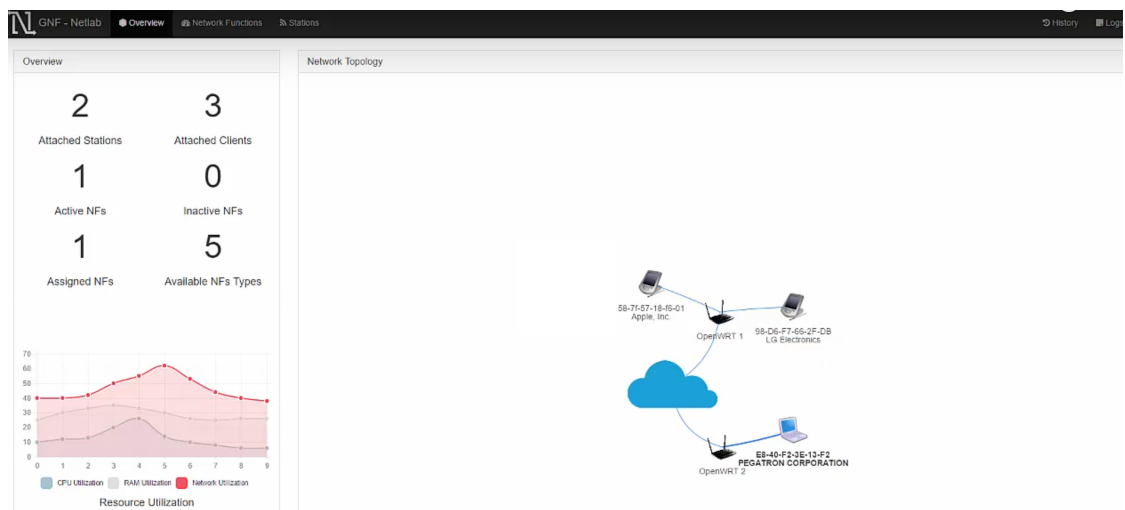 GNF - Netlab Overview Network Functions Stations History Logs
Overview
2 3
Attached Stations Attached Clients
1 0
Active NFs Inactive NFs
1 5
Assigned NFs Available NFs Types
70
60
50
40
30
20
10
0
0 1 2 3 4 5 6 7 8 9
CPU Utilization RAM Utilization Network Utilization
Resource Utilization
Network Topology
58-7f-57-18-f6-01
Apple, Inc.
OpenWRT 1
98-D6-F7-66-2F-DB
LG Electronics
E8-40-F2-3E-13-F2
PEGATRON CORPORATION
OpenWRT 2